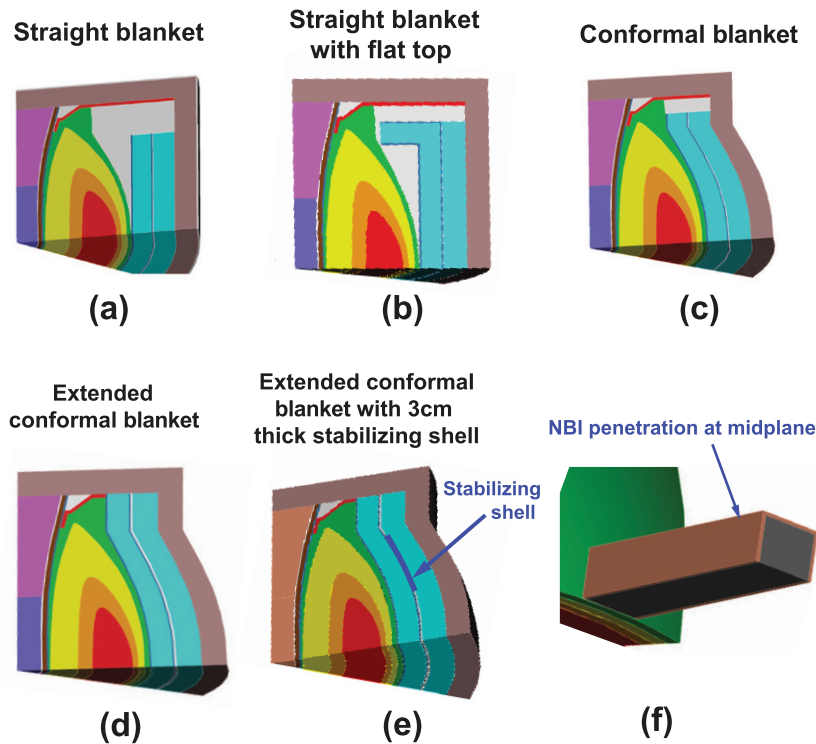 Straight blanket
(a)
Straight blanket
with flat top
(b)
Conformal blanket
(c)
Extended
conformal blanket
(d)
Extended conformal
blanket with 3cm
thick stabilizing shell
Stabilizing
shell
(e)
NBI penetration at midplane
(f)